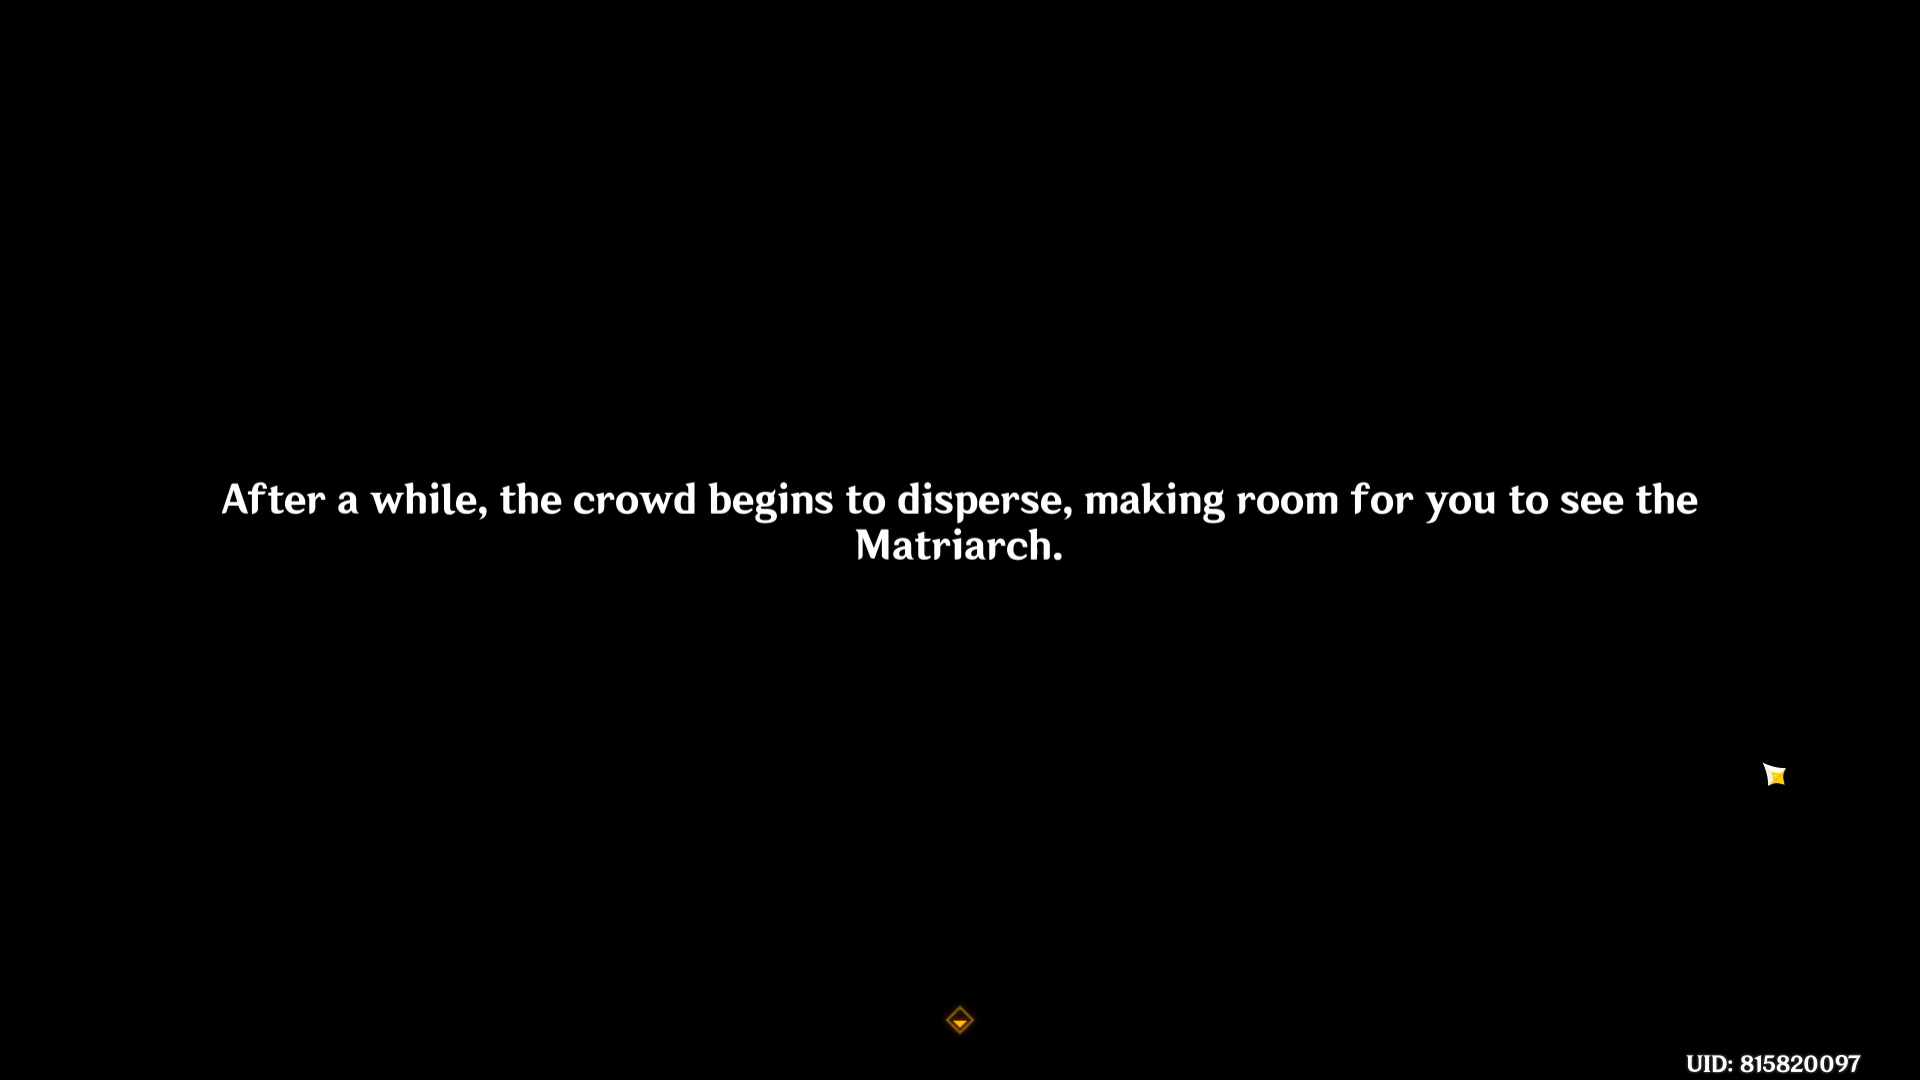 After a while, the crowd begins to disperse, making room for you to see the
Matriarch.
UID: 815820097